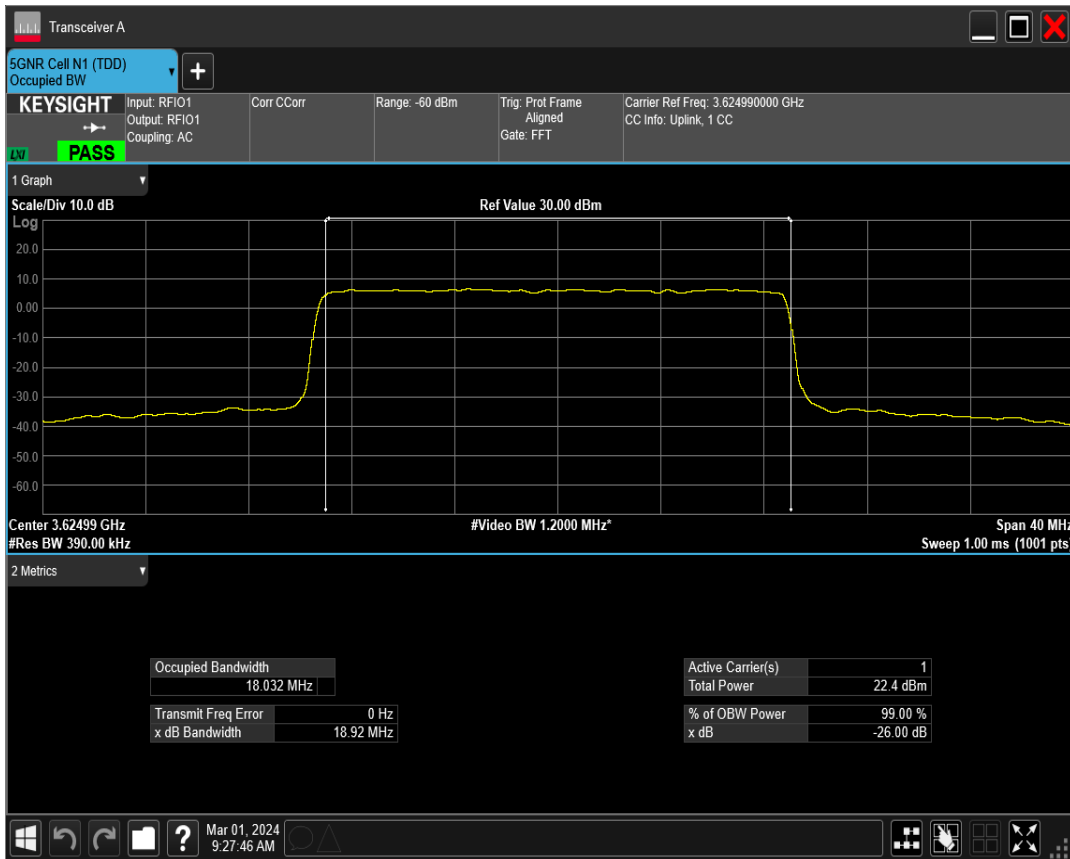 Transceiver A
5GNR Cell N1 (TDD)
Occupied BW
+
KEYSIGHT
LXI
PASS
Input: RFIO1
Output: RFIO1
Coupling: AC
Corr CCorr
Range: -60 dBm
Trig: Prot Frame
Aligned
Gate: FFT
Carrier Ref Freq: 3.624990000 GHz
CC Info: Uplink, 1 CC
1 Graph
Scale/Div 10.0 dB
Ref Value 30.00 dBm
Log
20.0
10.0
0.00
-10.0
-20.0
-30.0
-40.0
-50.0
-60.0
Center 3.62499 GHz
#Video BW 1.2000 MHz*
Span 40 MHz
#Res BW 390.00 kHz
Sweep 1.00 ms (1001 pts)
2 Metrics
Occupied Bandwidth
18.032 MHz
Transmit Freq Error 0 Hz
x dB Bandwidth 18.92 MHz
Active Carrier(s) 1
Total Power 22.4 dBm
% of OBW Power 99.00 %
x dB -26.00 dB
?
Mar 01, 2024
9:27:46 AM